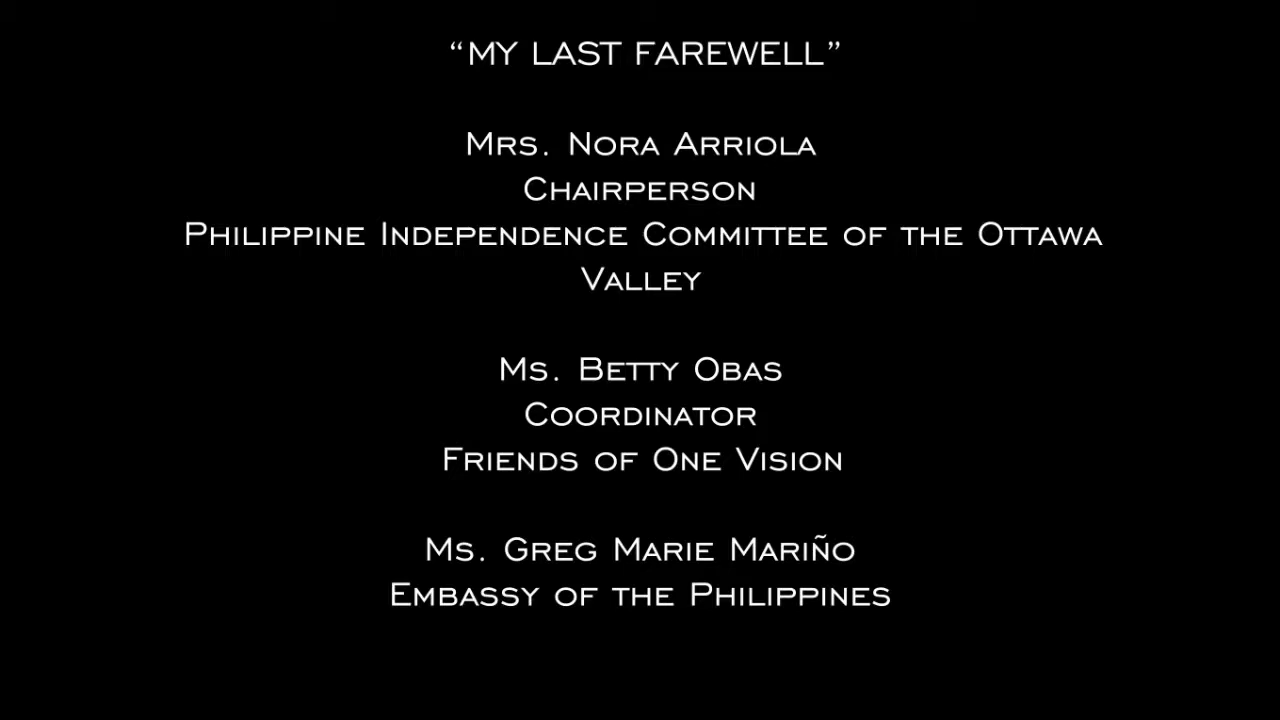 “MY LAST FAREWELL”
Mrs. Nora Arriola
Chairperson
Philippine Independence Committee of the Ottawa
Valley
Ms. Betty Obas
Coordinator
Friends of One Vision
Ms. Greg Marie Mariño
Embassy of the Philippines